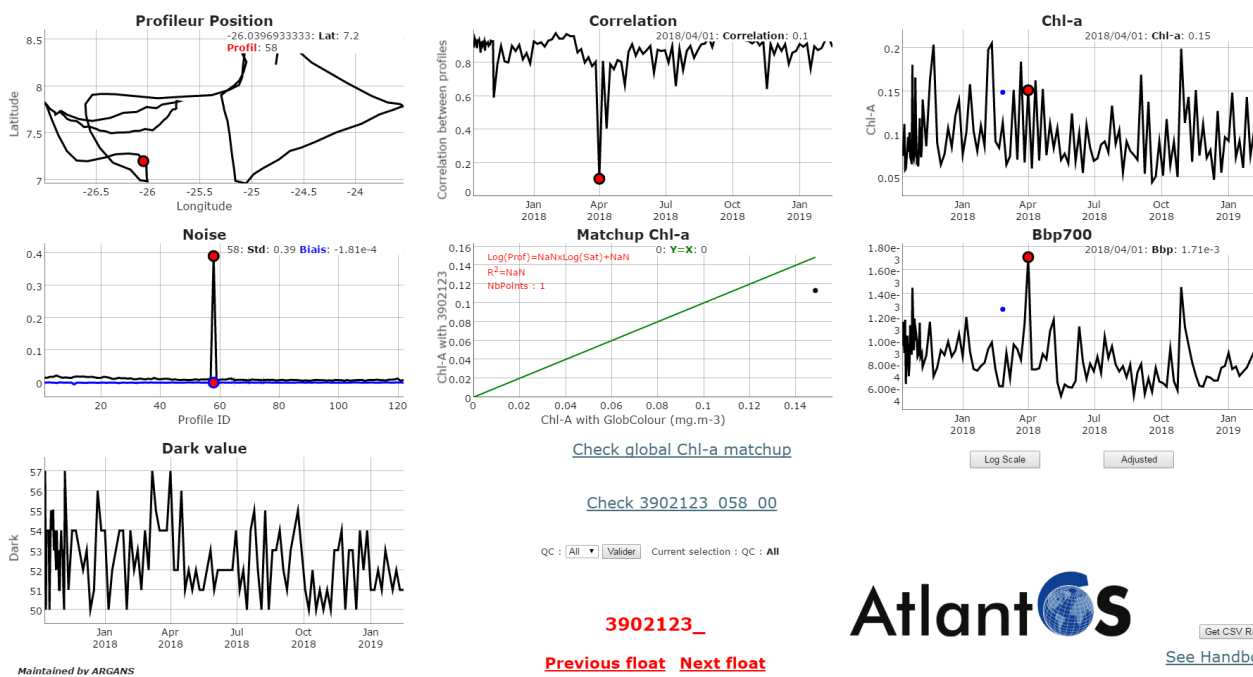 Profileur Position
-26.0396933333: Lat: 7.2
Profil: 58
8.5
8
7.5
7
Latitude
-26.5
-26
-25.5
-25
-24.5
-24
Longitude
Correlation
2018/04/01: Correlation: 0.1
Correlation between profiles
0.8
0.6
0.4
0.2
0
Jan
2018
Apr
2018
Jul
2018
Oct
2018
Jan
2019
Chl-a
2018/04/01: Chl-a: 0.15
Chl-A
0.2
0.15
0.1
0.05
Jan
2018
Apr
2018
Jul
2018
Oct
2018
Jan
2019
Noise
58: Std: 0.39 Biais: -1.81e-4
0.4
0.3
0.2
0.1
0
20
40
60
80
100
120
Profile ID
Matchup Chl-a
0: Y=X: 0
Log(Prof)=NaNxLog(Sat)+NaN
R2=NaN
NbPoints : 1
Chl-A with 3902123
0.16
0.14
0.12
0.1
0.08
0.06
0.04
0.02
0
0
0.02
0.04
0.06
0.08
0.1
0.12
0.14
Chl-A with GlobColour (mg.m-3)
Bbp700
2018/04/01: Bbp: 1.71e-3
1.80e-
3
1.60e-
3
1.40e-
3
1.20e-
3
1.00e-
3
8.00e-
4
6.00e-
4
Jan
2018
Apr
2018
Jul
2018
Oct
2018
Jan
2019
Log Scale
Adjusted
Dark value
57
56
55
54
53
52
51
50
Dark
Jan
2018
Apr
2018
Jul
2018
Oct
2018
Jan
2019
Check global Chl-a matchup
Check 3902123_058_00
QC : All Valider Current selection : QC : All
3902123_
Previous float Next float
AtlantOS
Get CSV R
See Handb
Maintained by ARGANS